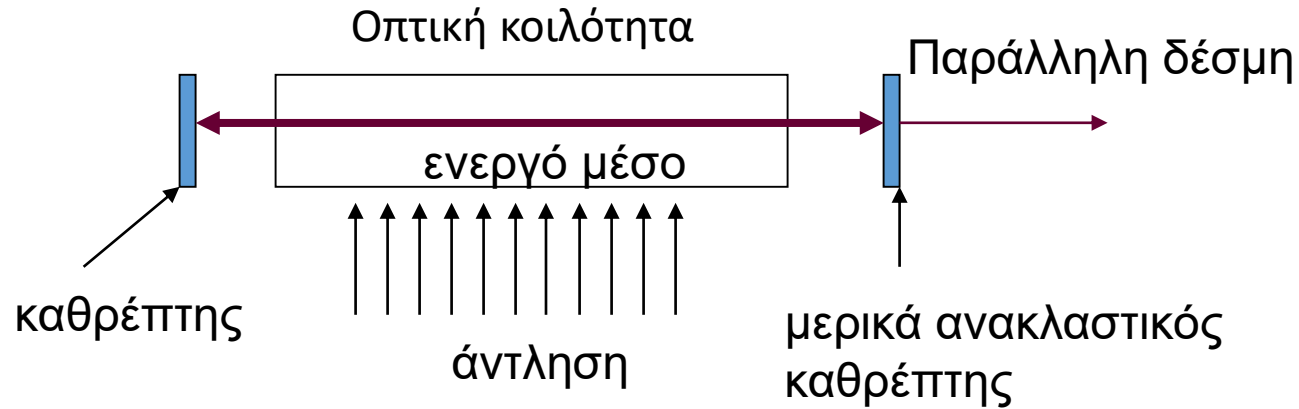 Οπτική κοιλότητα
Παράλληλη δέσμη
ενεργό μέσο
καθρέπτης
άντληση
μερικά ανακλαστικός
καθρέπτης